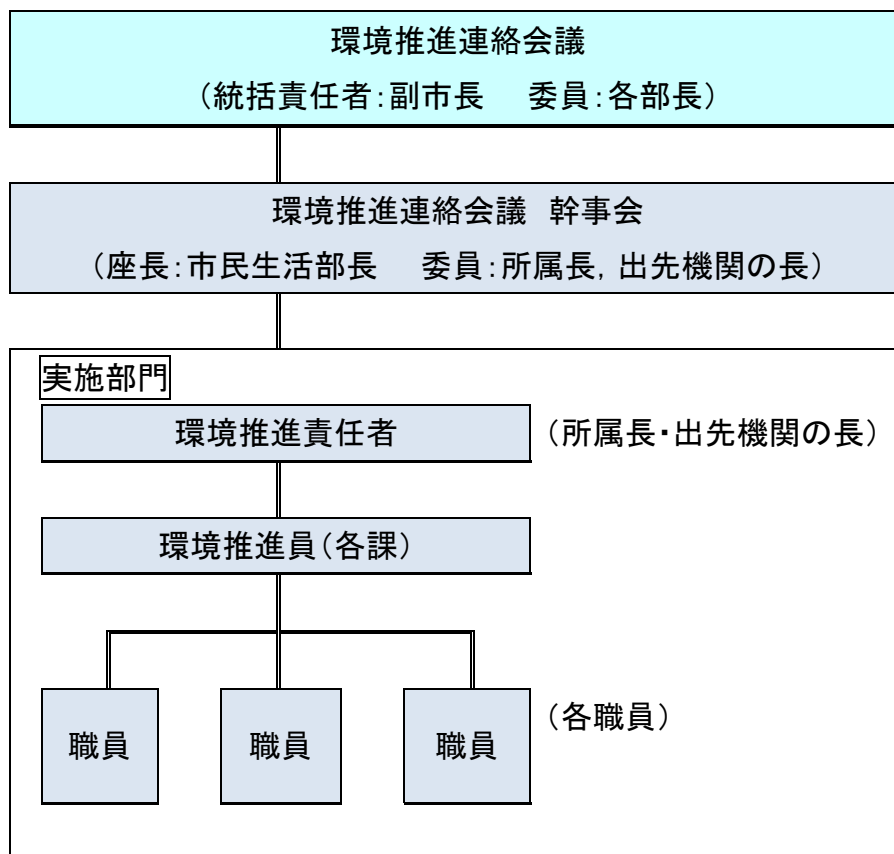 環境推進連絡会議
（統括責任者：副市長　委員：各部長）
環境推進連絡会議　幹事会
（座長：市民生活部長　委員：所属長，出先機関の長）
実施部門
環境推進責任者
（所属長・出先機関の長）
環境推進員（各課）
職員
職員
職員
（各職員）